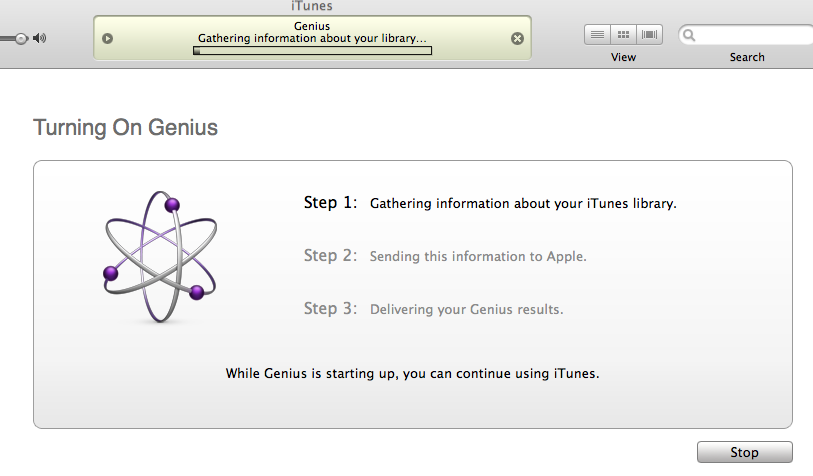 iTunes
Genius
Gathering information about your library...
View
Search
Turning On Genius
Step 1: Gathering information about your iTunes library.
Step 2: Sending this information to Apple.
Step 3: Delivering your Genius results.
While Genius is starting up, you can continue using iTunes.
Stop